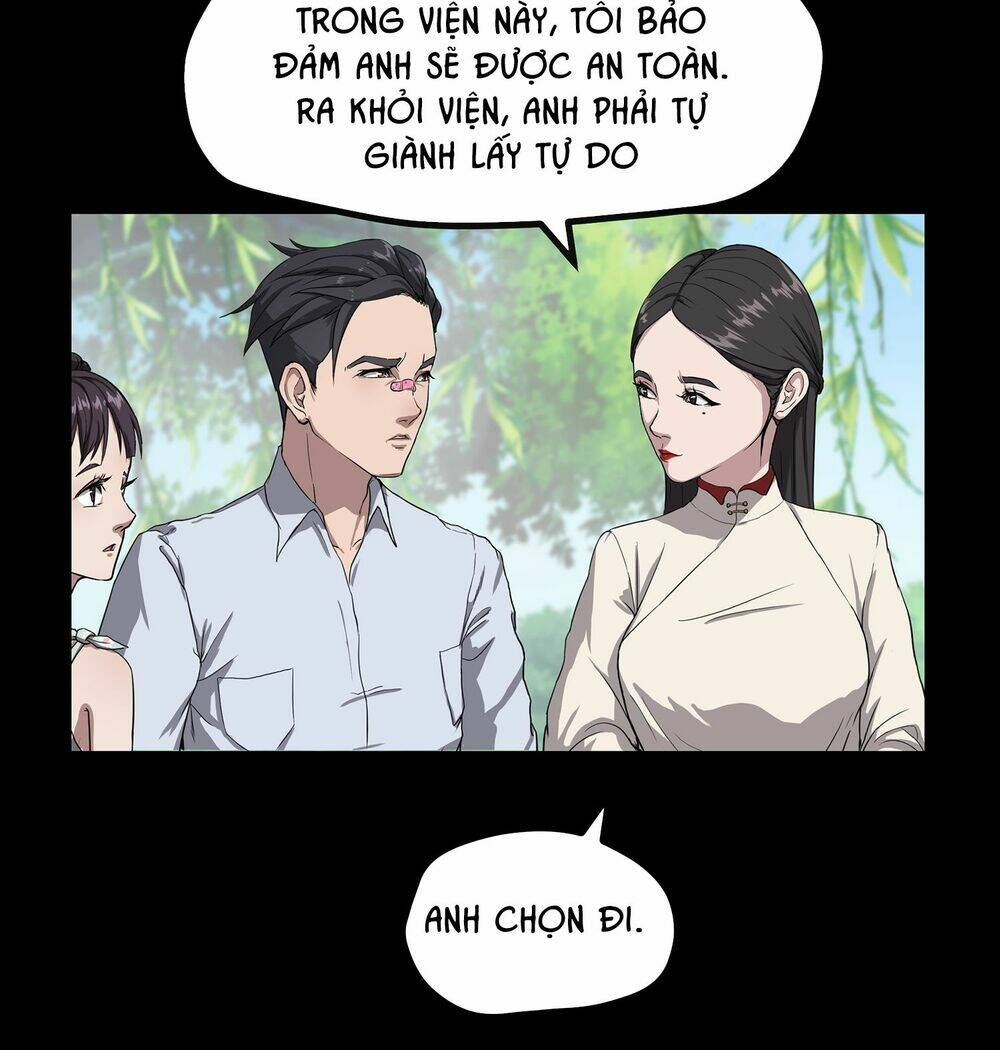 TRONG VIỆN NÀY, TÔI BẢO
ĐẢM ANH SẼ ĐƯỢC AN TOÀN.
RA KHỎI VIỆN, ANH PHẢI TỰ
GIÀNH LẤY TỰ DO
ANH CHỌN ĐI.